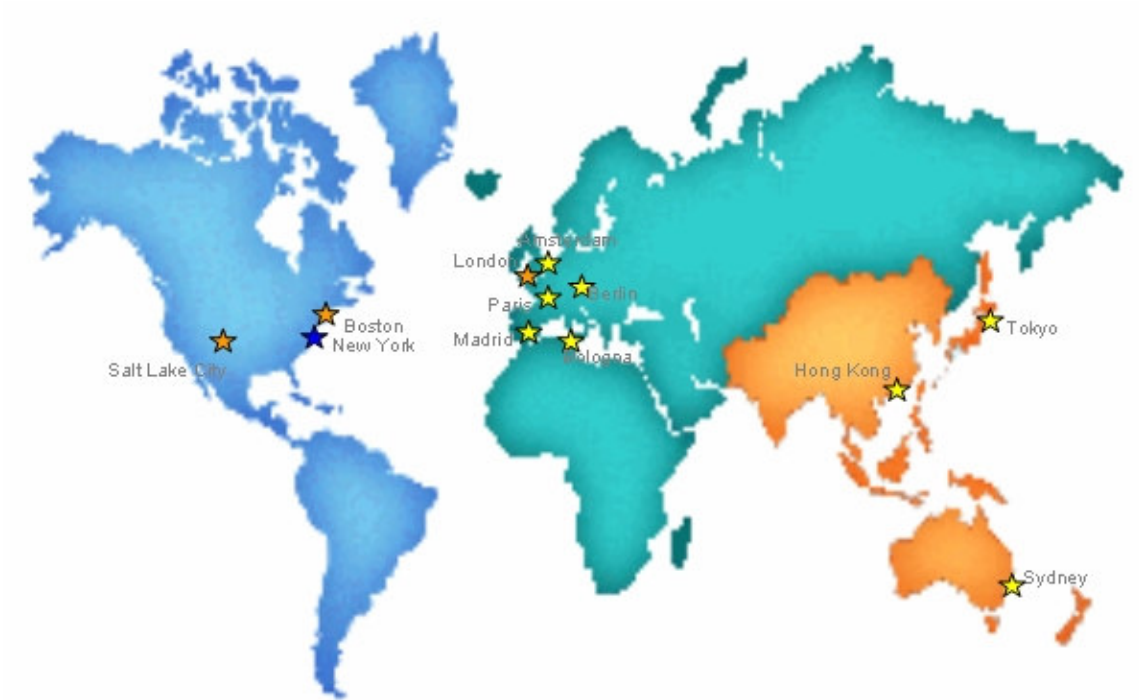 Amsterdam
London
Berlin
Paris
Boston
Tokyo
New York
Madrid
Bologna
Salt Lake City
Hong Kong
Sydney